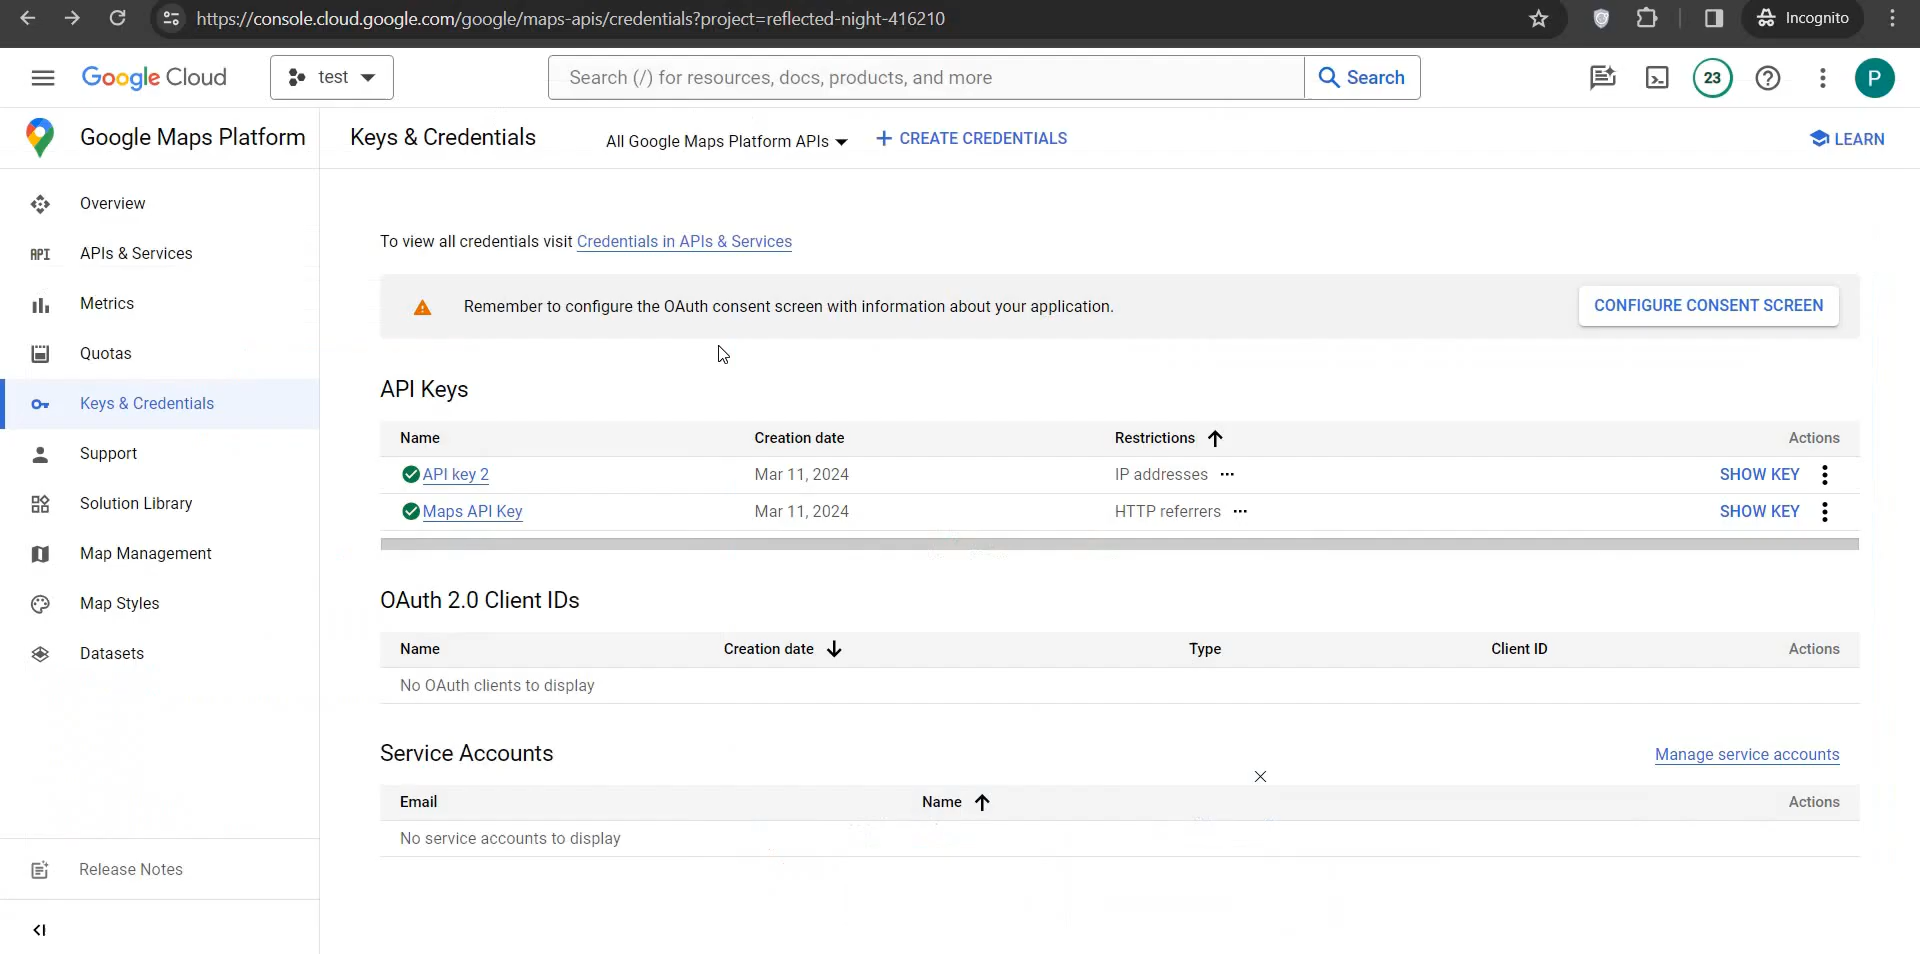 https://console.cloud.google.com/google/maps-apis/credentials?project=reflected-night-416210
Incognito
Google Cloud
test
Search (/) for resources, docs, products, and more
Search
23
P
Google Maps Platform
Keys & Credentials
All Google Maps Platform APIs
+ CREATE CREDENTIALS
LEARN
Overview
API APIs & Services
Metrics
Quotas
Keys & Credentials
Support
Solution Library
Map Management
Map Styles
Datasets
Release Notes
To view all credentials visit Credentials in APIs & Services
Remember to configure the OAuth consent screen with information about your application.
CONFIGURE CONSENT SCREEN
API Keys
Name Creation date Restrictions Actions
API key 2 Mar 11, 2024 IP addresses ... SHOW KEY
Maps API Key Mar 11, 2024 HTTP referrers ... SHOW KEY
OAuth 2.0 Client IDs
Name Creation date Type Client ID Actions
No OAuth clients to display
Service Accounts
Manage service accounts
Email Name Actions
No service accounts to display